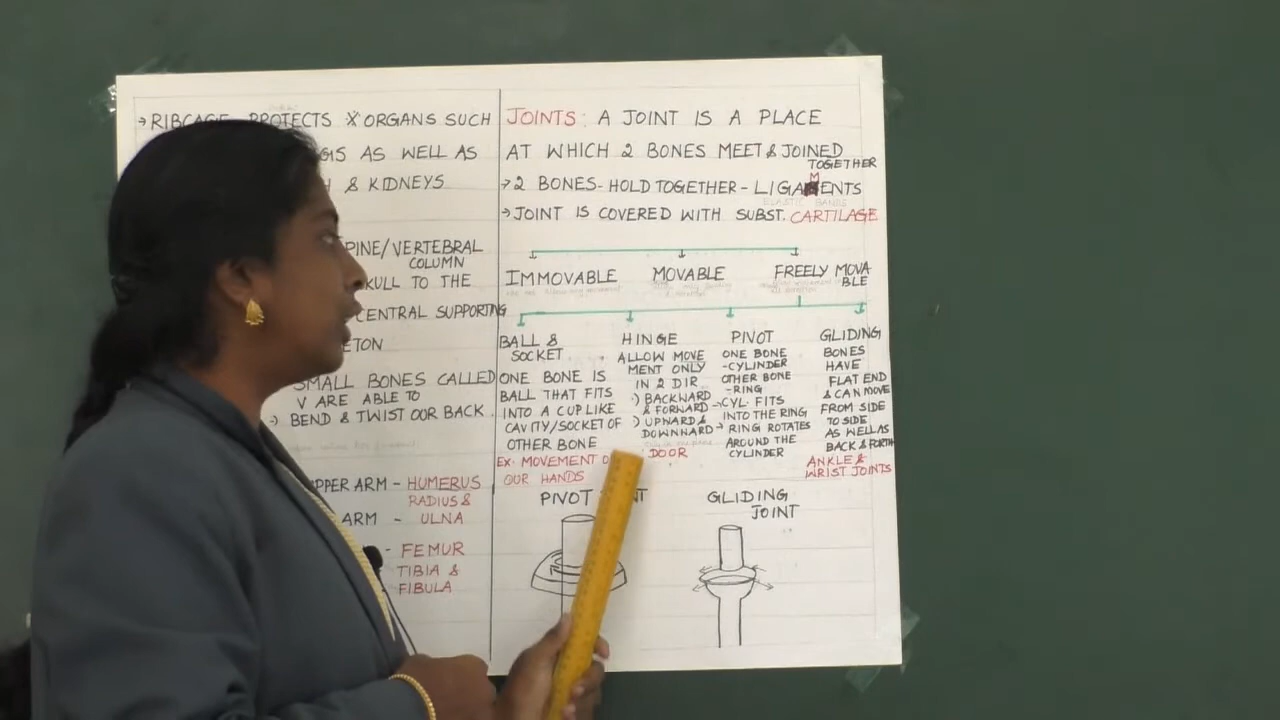 → RIBCAGE PROTECTS ORGANS SUCH
AS WELL AS
& KIDNEYS
PINE/VERTEBRAL
COLUMN
KULL TO THE
CENTRAL SUPPORTING
ETON
SMALL BONES CALLED
V ARE ABLE TO
→ BEND & TWIST OUR BACK.
UPPER ARM - HUMERUS
RADIUS &
ARM - ULNA
- FEMUR
TIBIA &
FIBULA
JOINTS: A JOINT IS A PLACE
AT WHICH 2 BONES MEET & JOINED
TOGETHER
→ 2 BONES - HOLD TOGETHER - LIGAMENTS
ELASTIC BANDS
→ JOINT IS COVERED WITH SUBST. CARTILAGE
IMMOVABLE MOVABLE FREELY MOVA
BLE
BALL &
SOCKET
ONE BONE IS
BALL THAT FITS
INTO A CUP LIKE
CAVITY/SOCKET OF
OTHER BONE
EX: MOVEMENT O
OUR HANDS
HINGE
ALLOW MOVE
MENT ONLY
IN 2 DIR
BACKWARD
& FORWARD
UPWARD &
DOWNWARD
: DOOR
PIVOT
ONE BONE
-CYLINDER
OTHER BONE
-RING
→ CYL. FITS
INTO THE RING
→ RING ROTATES
AROUND THE
CYLINDER
GLIDING
BONES
HAVE
FLAT END
& CAN MOVE
FROM SIDE
TO SIDE
AS WELL AS
BACK & FORTH
ANKLE &
WRIST JOINTS
PIVOT NT
GLIDING
JOINT